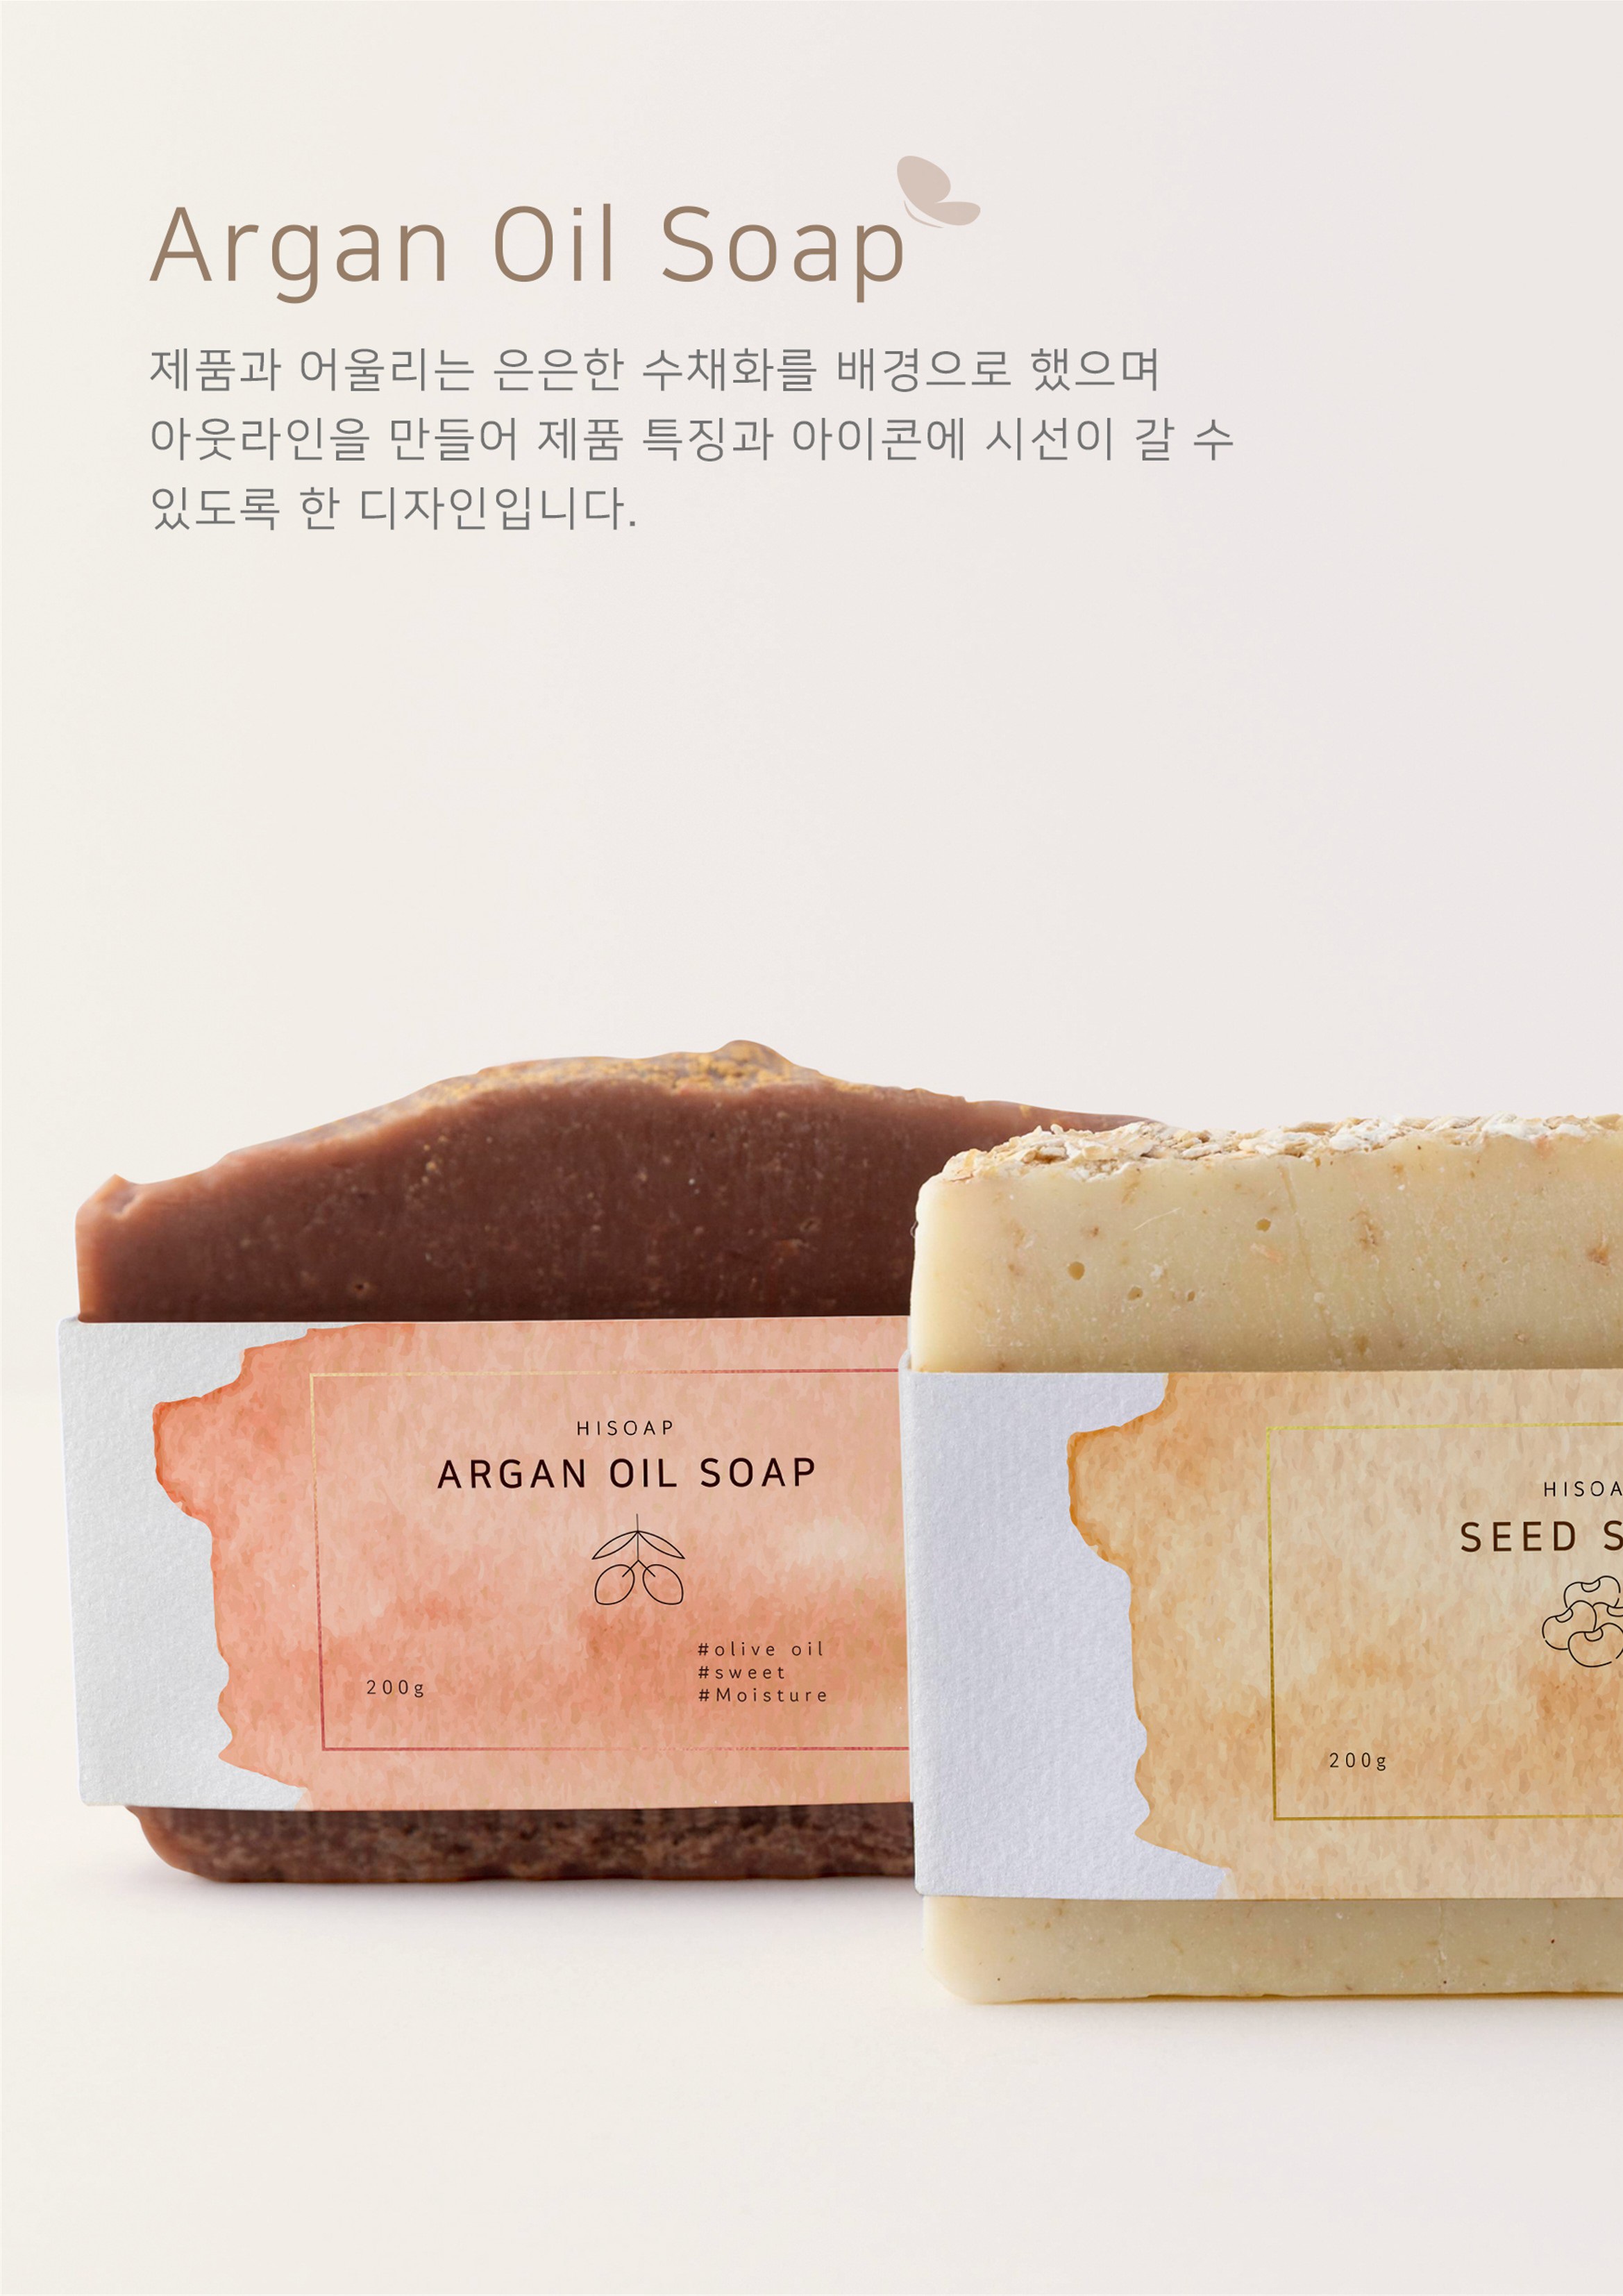 Argan Oil Soap
제품과 어울리는 은은한 수채화를 배경으로 했으며
아웃라인을 만들어 제품 특징과 아이콘에 시선이 갈 수
있도록 한 디자인입니다.
HISOAP
ARGAN OIL SOAP
#olive oil
#sweet
#Moisture
200g
SEED
200g